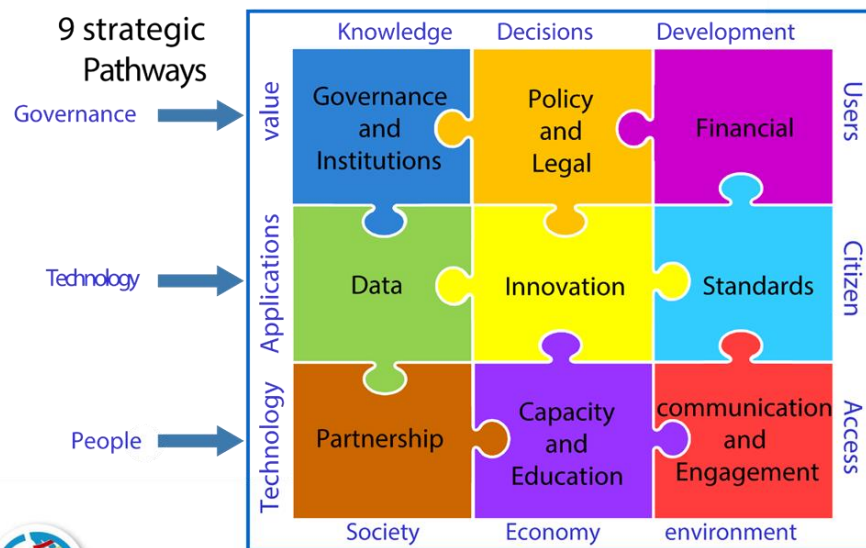 9 strategic
Pathways
Knowledge
Decisions
Development
Governance
value
Governance
and
Institutions
Policy
and
Legal
Financial
Users
Technology
Applications
Data
Innovation
Standards
Citizen
People
Technology
Partnership
Capacity
and
Education
communication
and
Engagement
Access
Society
Economy
environment